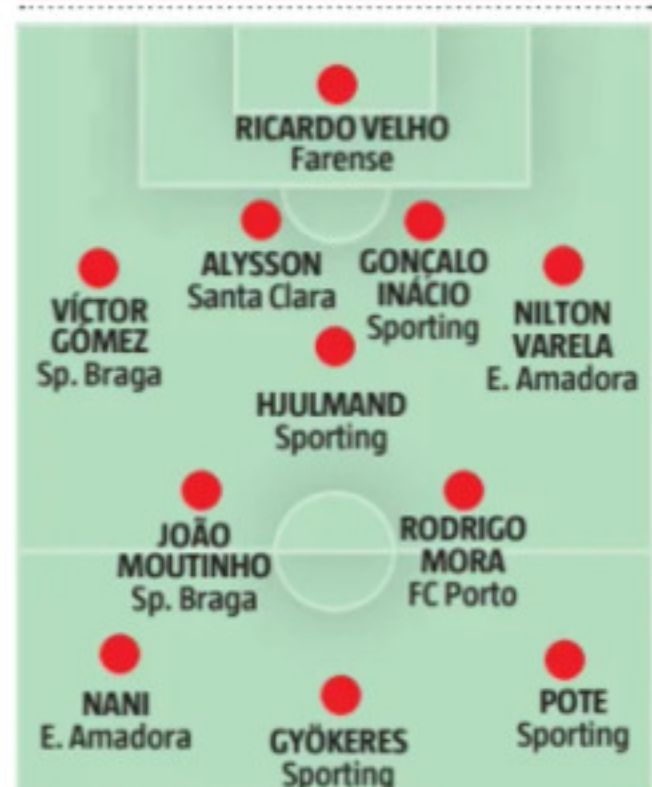 RICARDO VELHO
Farense
ALYSSON
Santa Clara
GONÇALO
INÁCIO
Sporting
VÍCTOR
GÓMEZ
Sp. Braga
NILTON
VARELA
E. Amadora
HJULMAND
Sporting
JOÃO
MOUTINHO
Sp. Braga
RODRIGO
MORA
FC Porto
NANI
E. Amadora
GYÖKERES
Sporting
POTE
Sporting